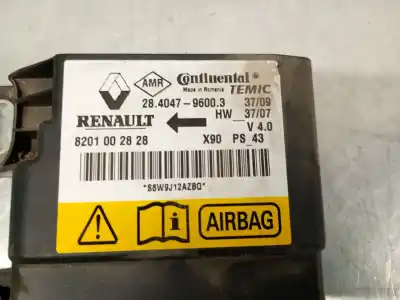 AMR Continental
Made in Romania TEMIC
28.4047-9600.3 37/09
RENAULT HW_37/07
V 4.0
8201 00 28 28 X90 PS_43
*S8W9J12AZ8Q*
AIRBAG